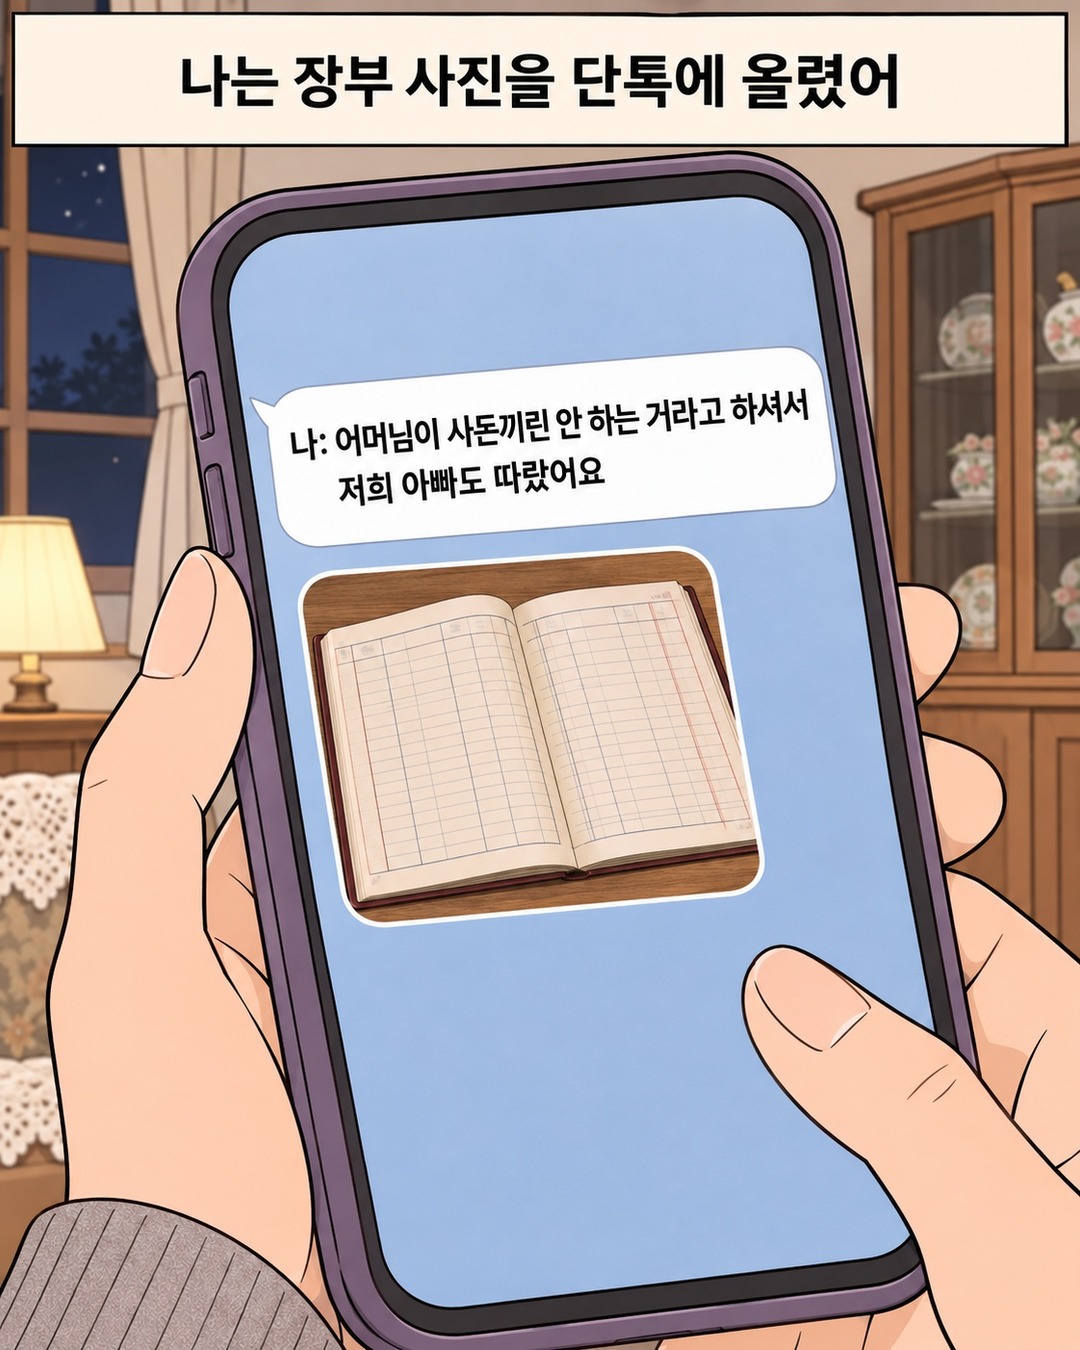 나는 장부 사진을 단톡에 올렸어
나: 어머님이 사돈끼린 안 하는 거라고 하셔서
저희 아빠도 따랐어요